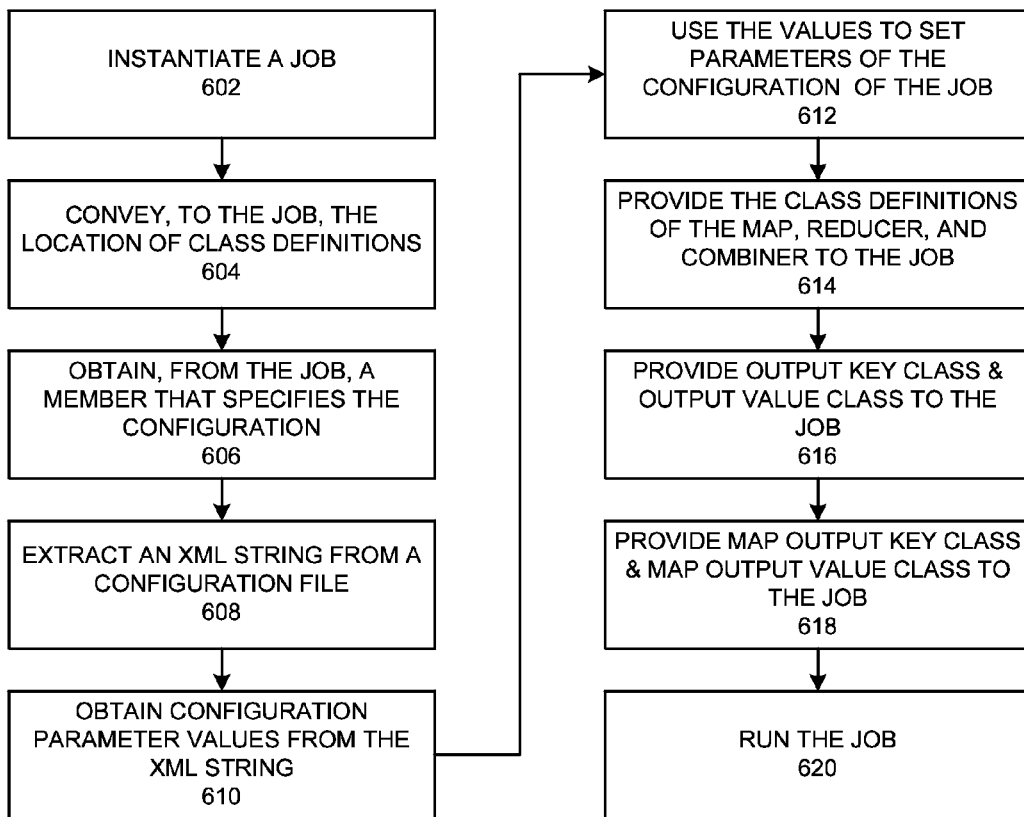 INSTANTIATE A JOB
602
CONVEY, TO THE JOB, THE
LOCATION OF CLASS DEFINITIONS
604
OBTAIN, FROM THE JOB, A
MEMBER THAT SPECIFIES THE
CONFIGURATION
606
EXTRACT AN XML STRING FROM A
CONFIGURATION FILE
608
OBTAIN CONFIGURATION
PARAMETER VALUES FROM THE
XML STRING
610
USE THE VALUES TO SET
PARAMETERS OF THE
CONFIGURATION OF THE JOB
612
PROVIDE THE CLASS DEFINITIONS
OF THE MAP, REDUCER, AND
COMBINER TO THE JOB
614
PROVIDE OUTPUT KEY CLASS &
OUTPUT VALUE CLASS TO THE
JOB
616
PROVIDE MAP OUTPUT KEY CLASS
& MAP OUTPUT VALUE CLASS TO
THE JOB
618
RUN THE JOB
620